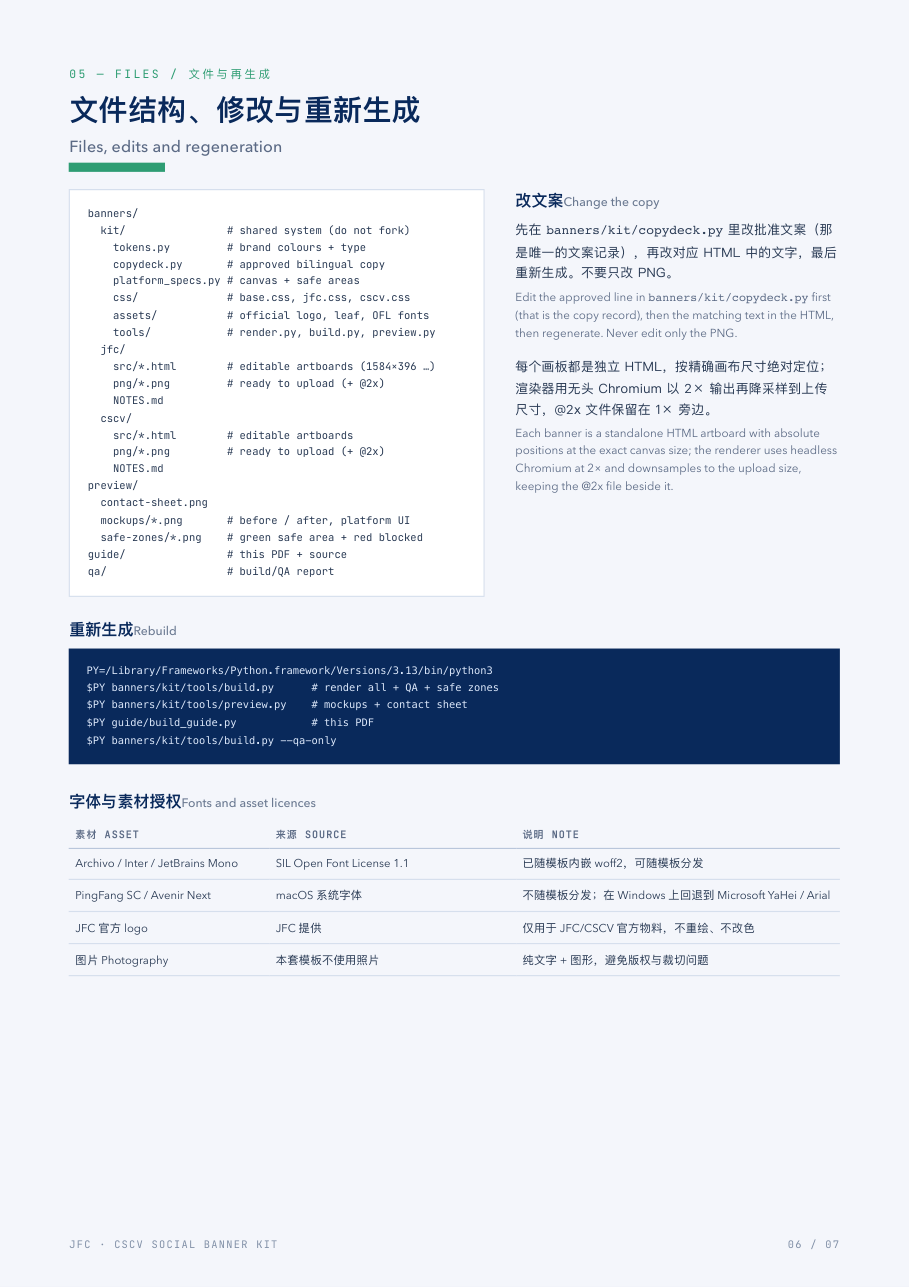 05 — FILES / 文件与再生成
文件结构、修改与重新生成
Files, edits and regeneration
banners/
  kit/              # shared system (do not fork)
    tokens.py         # brand colours + type
    copydeck.py       # approved bilingual copy
    platform_specs.py # canvas + safe areas
    css/              # base.css, jfc.css, cscv.css
    assets/           # official logo, leaf, OFL fonts
    tools/            # render.py, build.py, preview.py
  jfc/
    src/*.html        # editable artboards (1584×396 …)
    png/*.png         # ready to upload (+ @2x)
    NOTES.md
  cscv/
    src/*.html        # editable artboards
    png/*.png         # ready to upload (+ @2x)
    NOTES.md
preview/
  contact-sheet.png
  mockups/*.png       # before / after, platform UI
  safe-zones/*.png    # green safe area + red blocked
guide/                # this PDF + source
qa/                   # build/QA report
改文案Change the copy
先在 banners/kit/copydeck.py 里改批准文案（那
是唯一的文案记录），再改对应 HTML 中的文字，最后
重新生成。不要只改 PNG。
Edit the approved line in banners/kit/copydeck.py first
(that is the copy record), then the matching text in the HTML,
then regenerate. Never edit only the PNG.
每个画板都是独立 HTML，按精确画布尺寸绝对定位；
渲染器用无头 Chromium 以 2× 输出再降采样到上传
尺寸，@2x 文件保留在 1× 旁边。
Each banner is a standalone HTML artboard with absolute
positions at the exact canvas size; the renderer uses headless
Chromium at 2× and downsamples to the upload size,
keeping the @2x file beside it.
重新生成Rebuild
PY=/Library/Frameworks/Python.framework/Versions/3.13/bin/python3
$PY banners/kit/tools/build.py      # render all + QA + safe zones
$PY banners/kit/tools/preview.py    # mockups + contact sheet
$PY guide/build_guide.py            # this PDF
$PY banners/kit/tools/build.py --qa-only
字体与素材授权Fonts and asset licences
素材 ASSET 来源 SOURCE 说明 NOTE
Archivo / Inter / JetBrains Mono SIL Open Font License 1.1 已随模板内嵌 woff2，可随模板分发
PingFang SC / Avenir Next macOS 系统字体 不随模板分发；在 Windows 上回退到 Microsoft YaHei / Arial
JFC 官方 logo JFC 提供 仅用于 JFC/CSCV 官方物料，不重绘、不改色
图片 Photography 本套模板不使用照片 纯文字 + 图形，避免版权与裁切问题
JFC · CSCV SOCIAL BANNER KIT 06 / 07